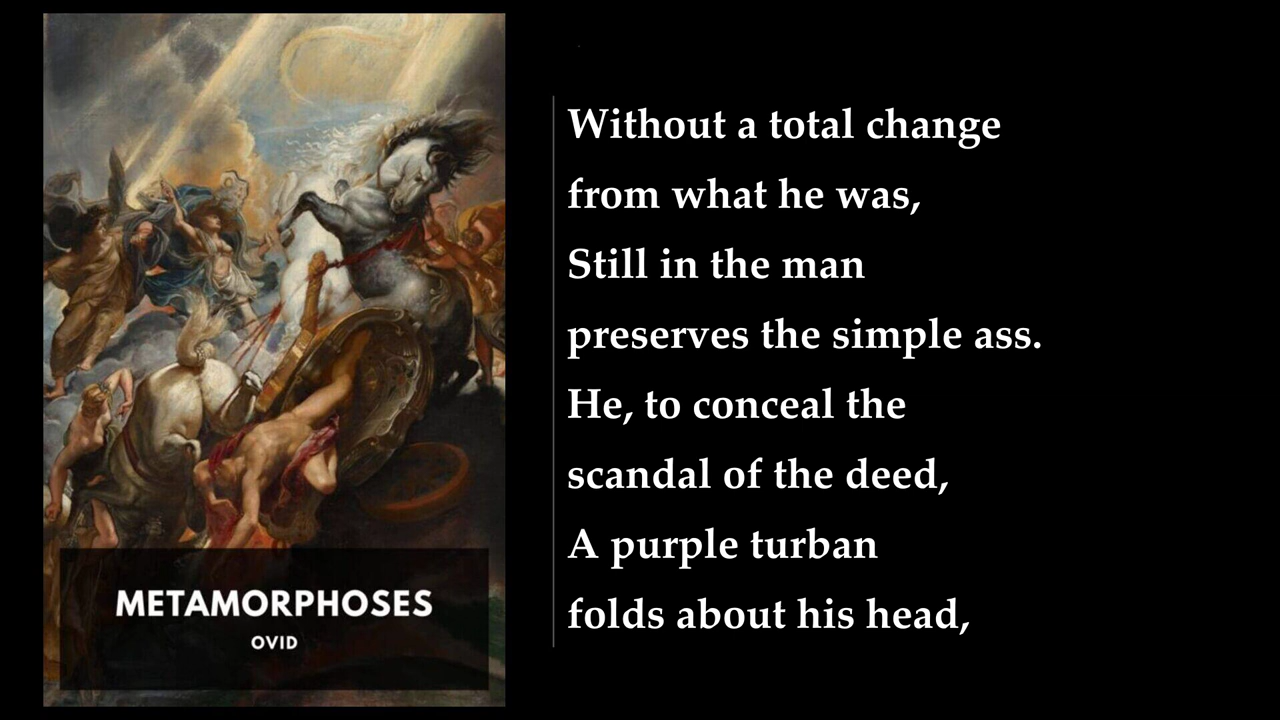 METAMORPHOSES
OVID
Without a total change
from what he was,
Still in the man
preserves the simple ass.
He, to conceal the
scandal of the deed,
A purple turban
folds about his head,